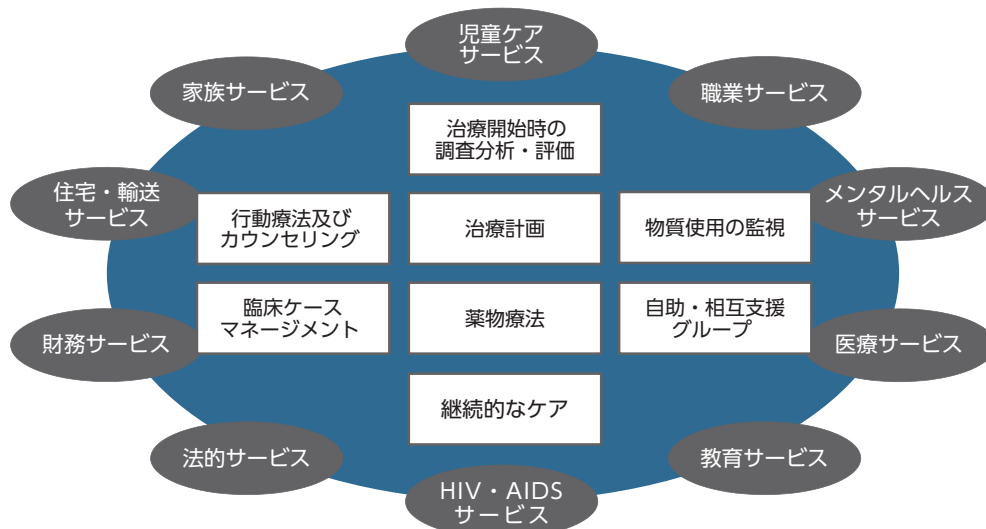 児童ケア
サービス
家族サービス
職業サービス
治療開始時の
調査分析・評価
住宅・輸送
サービス
メンタルヘルス
サービス
行動療法及び
カウンセリング
治療計画
物質使用の監視
臨床ケース
マネージメント
薬物療法
自助・相互支援
グループ
財務サービス
医療サービス
継続的なケア
法的サービス
教育サービス
HIV・AIDS
サービス